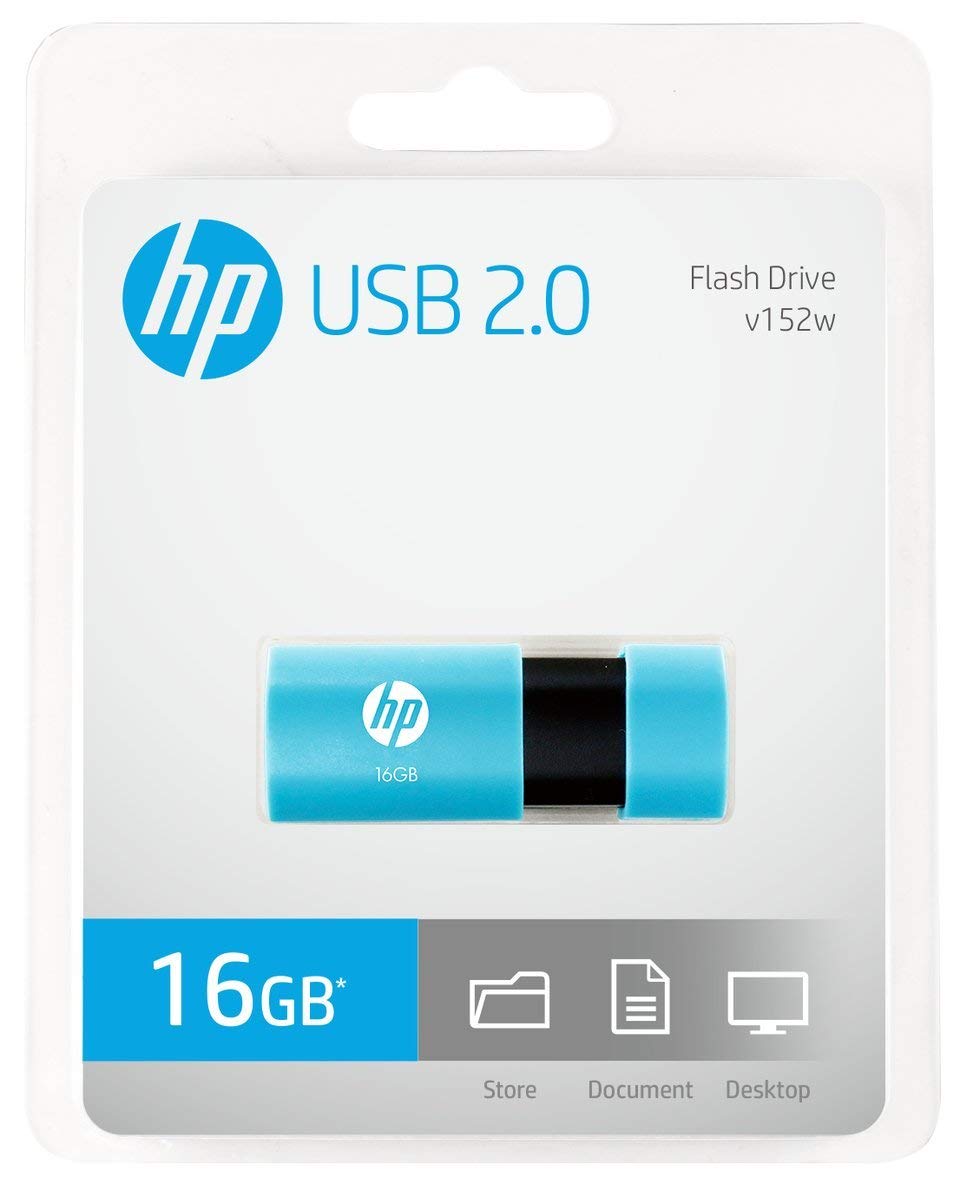 hp
USB 2.0
Flash Drive
v152w
hp
16GB
16GB*
Store
Document
Desktop